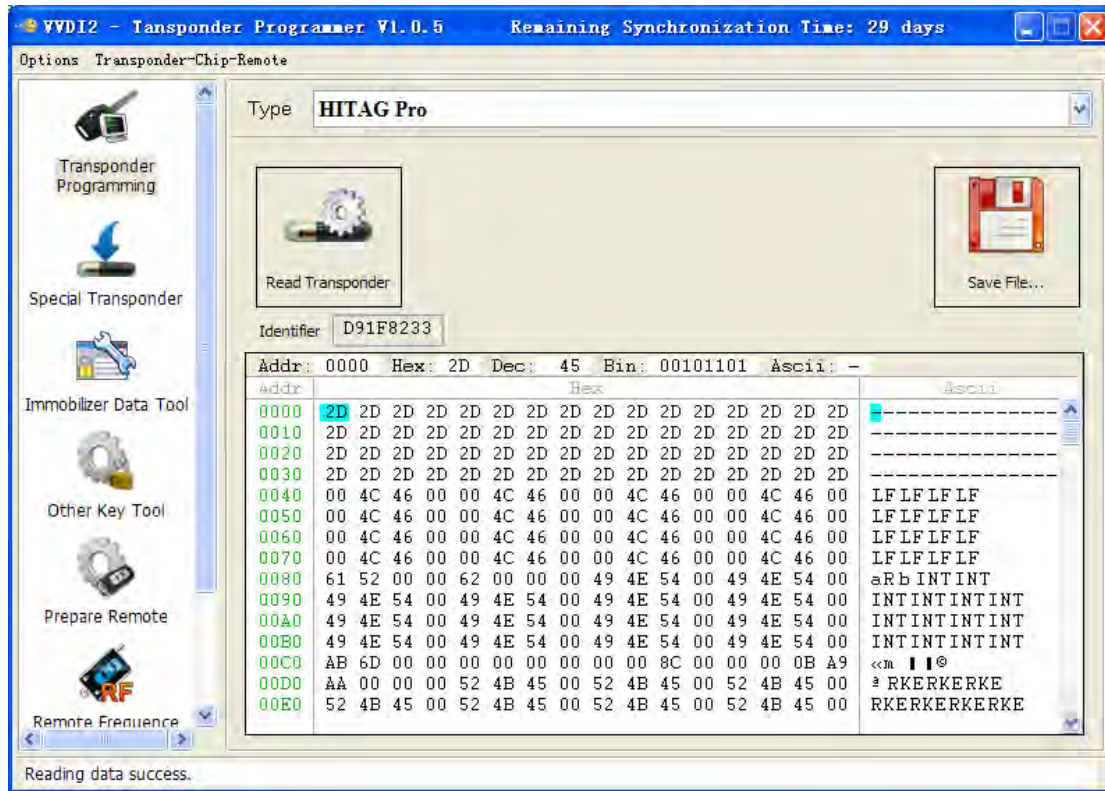 VVDI2 - Tansponder Programmer V1.0.5 Remaining Synchronization Time: 29 days
Options Transponder-Chip-Remote
Transponder
Programming
Special Transponder
Immobilizer Data Tool
Other Key Tool
Prepare Remote
RF
Remote Frequence
Type HITAG Pro
Read Transponder
Save File...
Identifier D91F8233
Addr: 0000 Hex: 2D Dec: 45 Bin: 00101101 Ascii: -
Addr Hex Ascii
0000 2D 2D 2D 2D 2D 2D 2D 2D 2D 2D 2D 2D 2D 2D 2D 2D ----------------
0010 2D 2D 2D 2D 2D 2D 2D 2D 2D 2D 2D 2D 2D 2D 2D 2D ----------------
0020 2D 2D 2D 2D 2D 2D 2D 2D 2D 2D 2D 2D 2D 2D 2D 2D ----------------
0030 2D 2D 2D 2D 2D 2D 2D 2D 2D 2D 2D 2D 2D 2D 2D 2D ----------------
0040 00 4C 46 00 00 4C 46 00 00 4C 46 00 00 4C 46 00 LFLFLFLF
0050 00 4C 46 00 00 4C 46 00 00 4C 46 00 00 4C 46 00 LFLFLFLF
0060 00 4C 46 00 00 4C 46 00 00 4C 46 00 00 4C 46 00 LFLFLFLF
0070 00 4C 46 00 00 4C 46 00 00 4C 46 00 00 4C 46 00 LFLFLFLF
0080 61 52 00 00 62 00 00 00 49 4E 54 00 49 4E 54 00 aRb INTINT
0090 49 4E 54 00 49 4E 54 00 49 4E 54 00 49 4E 54 00 INTINTINTINT
00A0 49 4E 54 00 49 4E 54 00 49 4E 54 00 49 4E 54 00 INTINTINTINT
00B0 49 4E 54 00 49 4E 54 00 49 4E 54 00 49 4E 54 00 INTINTINTINT
00C0 AB 6D 00 00 00 00 00 00 00 00 8C 00 00 00 0B A9 «m ▌▌©
00D0 AA 00 00 00 52 4B 45 00 52 4B 45 00 52 4B 45 00 ª RKERKERKE
00E0 52 4B 45 00 52 4B 45 00 52 4B 45 00 52 4B 45 00 RKERKERKERKE
Reading data success.